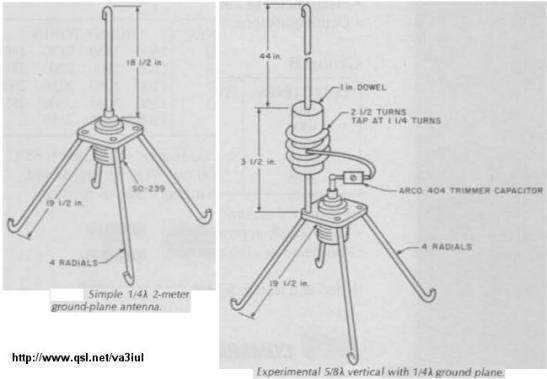 18 1/2 in.
SO-239
19 1/2 in.
4 RADIALS
Simple 1/4λ 2-meter
ground-plane antenna.
http://www.qsl.net/va3iul
44 in.
1 in. DOWEL
2 1/2 TURNS
TAP AT 1 1/4 TURNS
3 1/2 in.
ARCO 404 TRIMMER CAPACITOR
4 RADIALS
19 1/2 in.
Experimental 5/8λ vertical with 1/4λ ground plane.